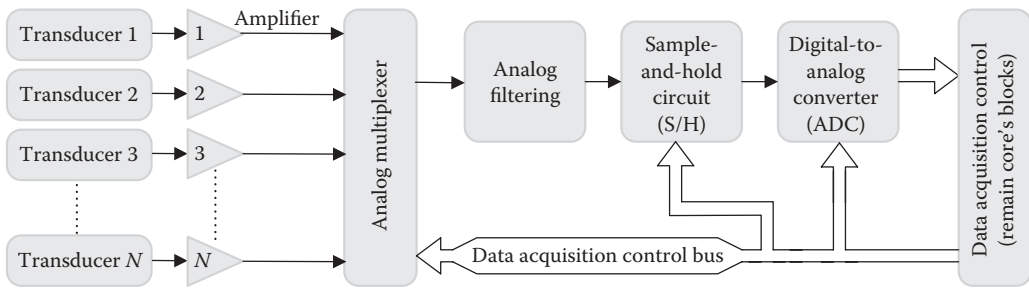 Amplifier
Transducer 1
1
Transducer 2
2
Transducer 3
3
Transducer N
N
Analog multiplexer
Analog
filtering
Sample-
and-hold
circuit
(S/H)
Digital-to-
analog
converter
(ADC)
Data acquisition control
(remain core's blocks)
Data acquisition control bus